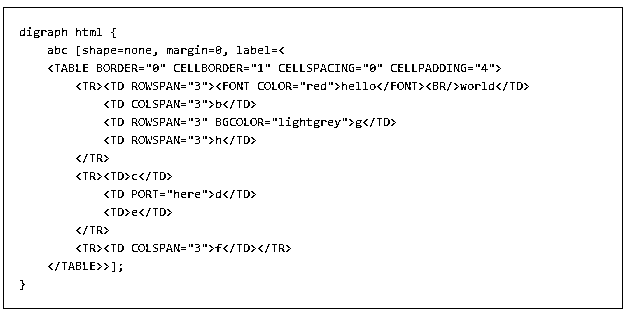 digraph html {
    abc [shape=none, margin=0, label=<
    <TABLE BORDER="0" CELLBORDER="1" CELLSPACING="0" CELLPADDING="4">
        <TR><TD ROWSPAN="3"><FONT COLOR="red">hello</FONT><BR/>world</TD>
            <TD COLSPAN="3">b</TD>
            <TD ROWSPAN="3" BGCOLOR="lightgrey">g</TD>
            <TD ROWSPAN="3">h</TD>
        </TR>
        <TR><TD>c</TD>
            <TD PORT="here">d</TD>
            <TD>e</TD>
        </TR>
        <TR><TD COLSPAN="3">f</TD></TR>
    </TABLE>>];
}